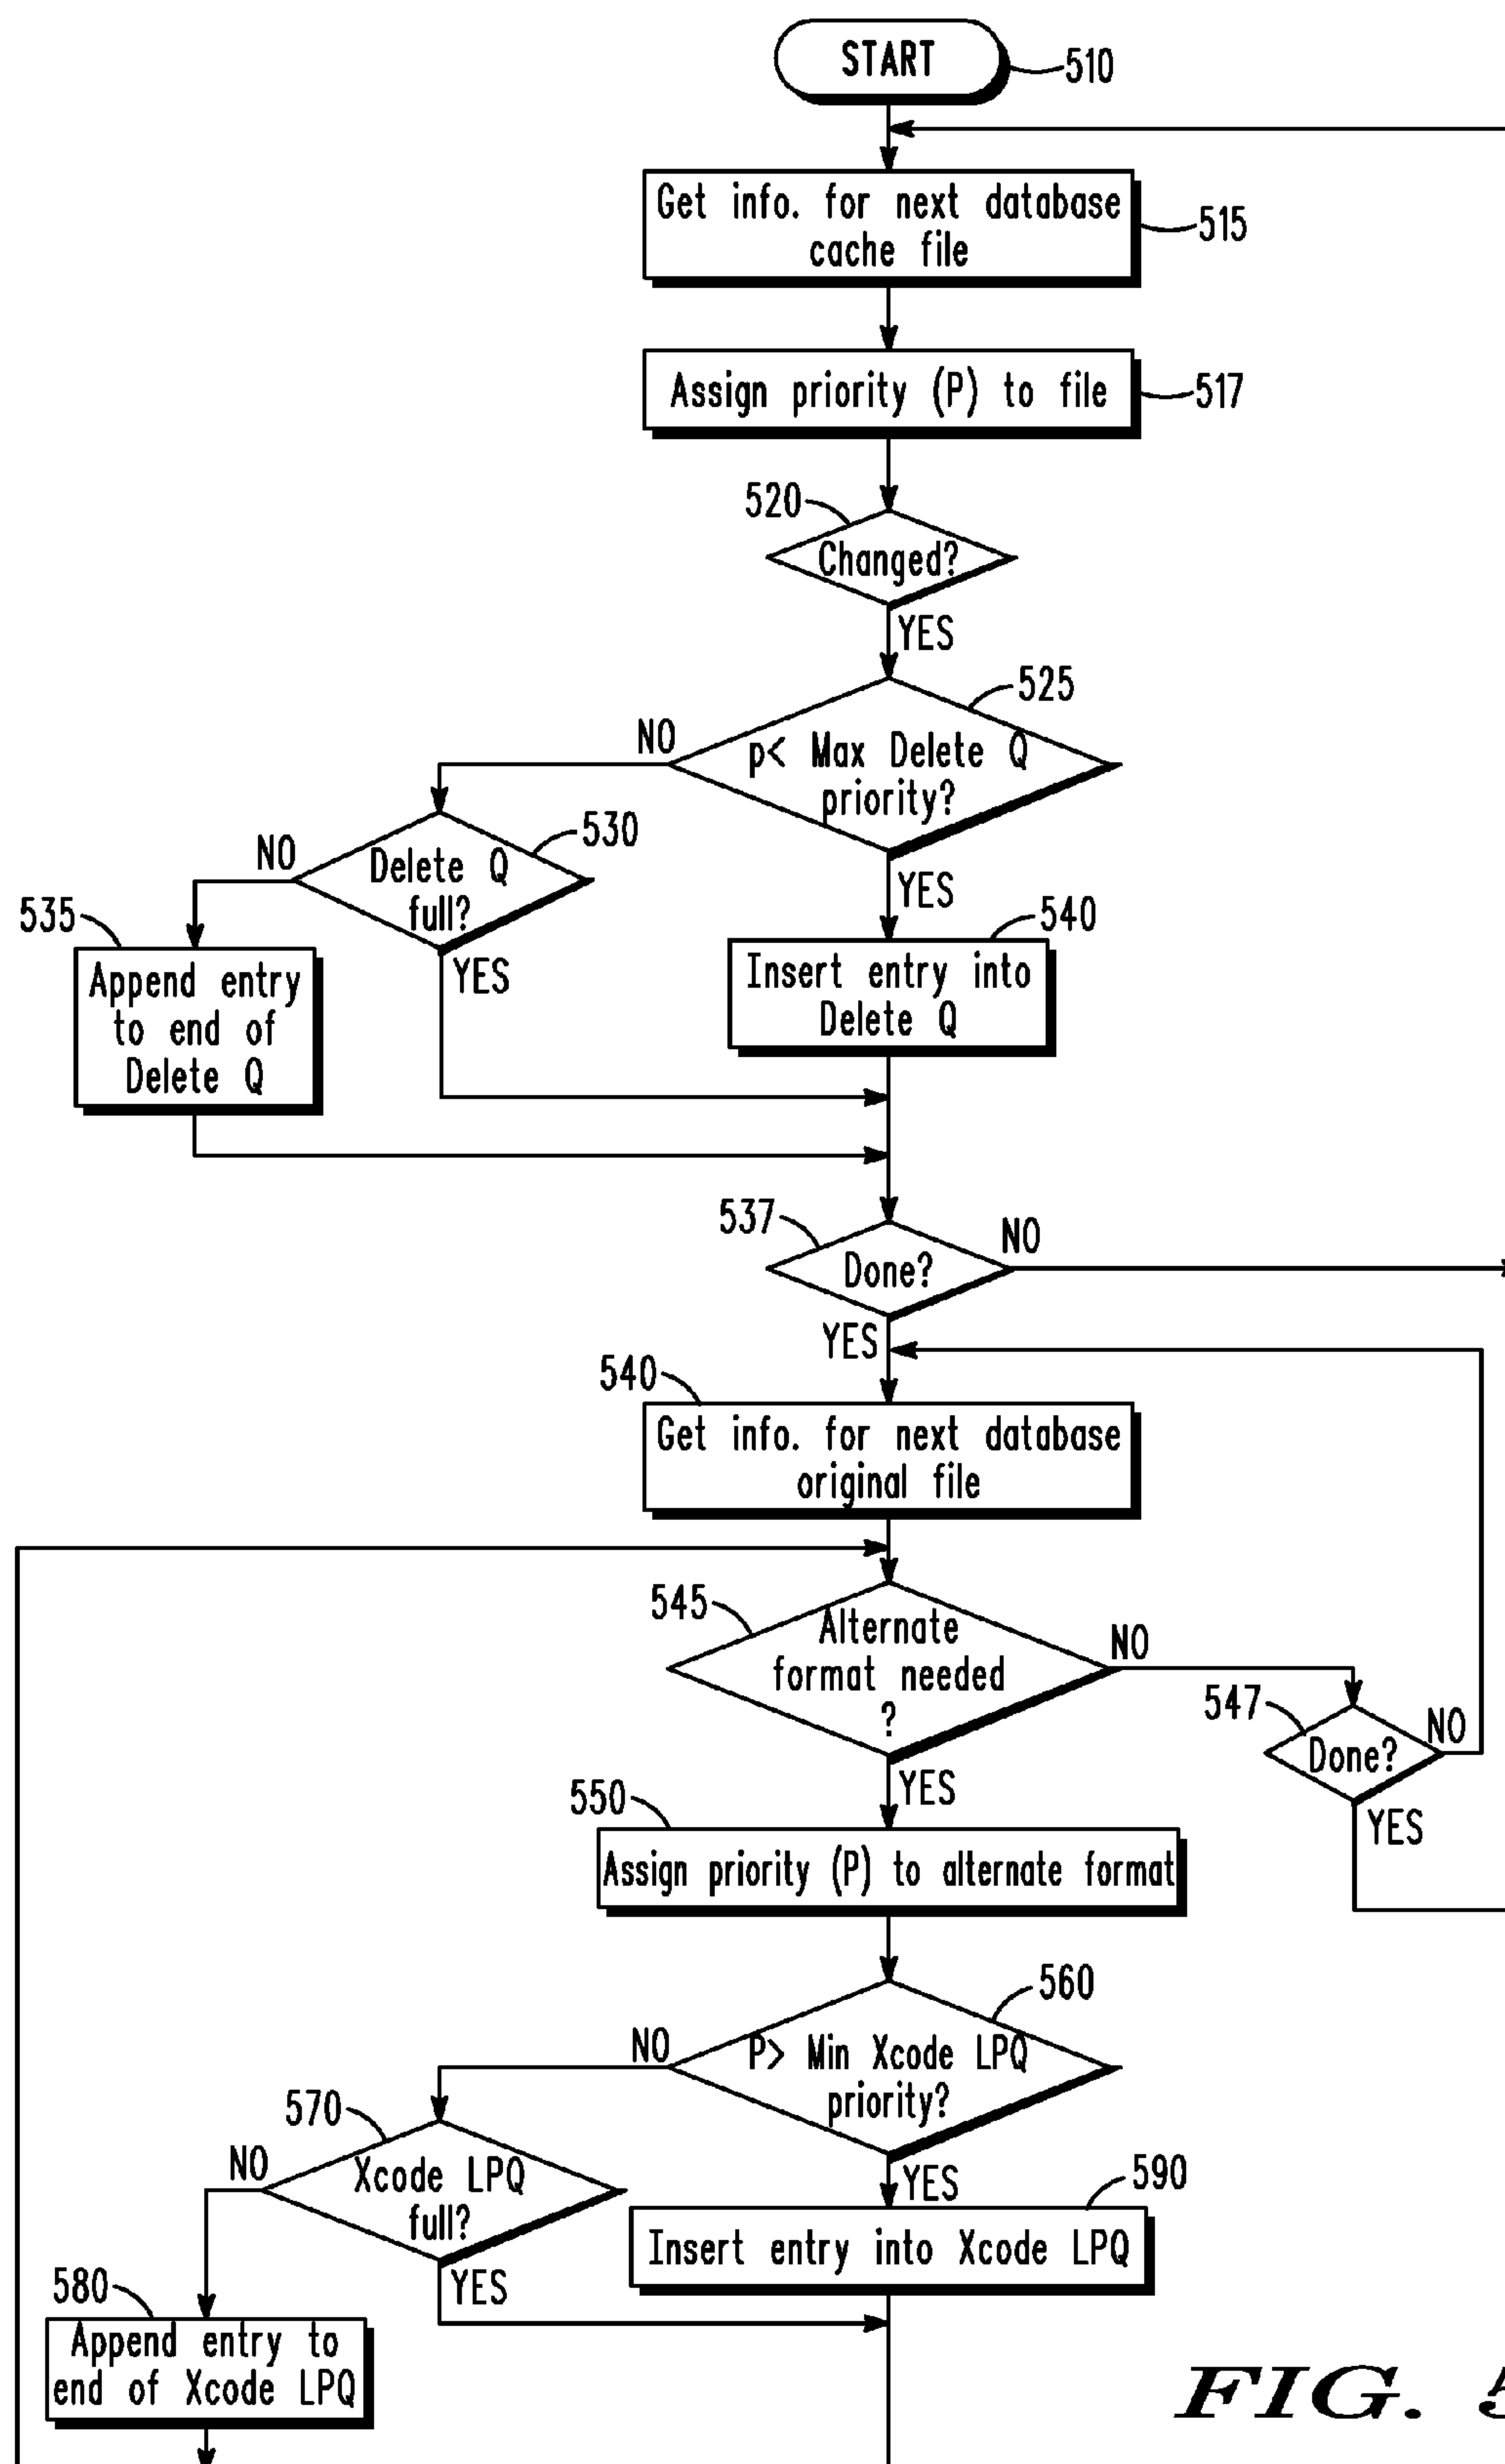 START
510
Get info. for next database
cache file
515
Assign priority (P) to file
517
520
Changed?
YES
525
NO
p< Max Delete Q
priority?
530
NO
Delete Q
full?
YES
535
Append entry
to end of
Delete Q
YES
540
Insert entry into
Delete Q
537
Done?
NO
YES
540
Get info. for next database
original file
545
Alternate
format needed
?
NO
547
Done?
NO
YES
YES
550
Assign priority (P) to alternate format
560
NO
P> Min Xcode LPQ
priority?
570
NO
Xcode LPQ
full?
YES
YES
590
Insert entry into Xcode LPQ
580
Append entry to
end of Xcode LPQ
FIG.